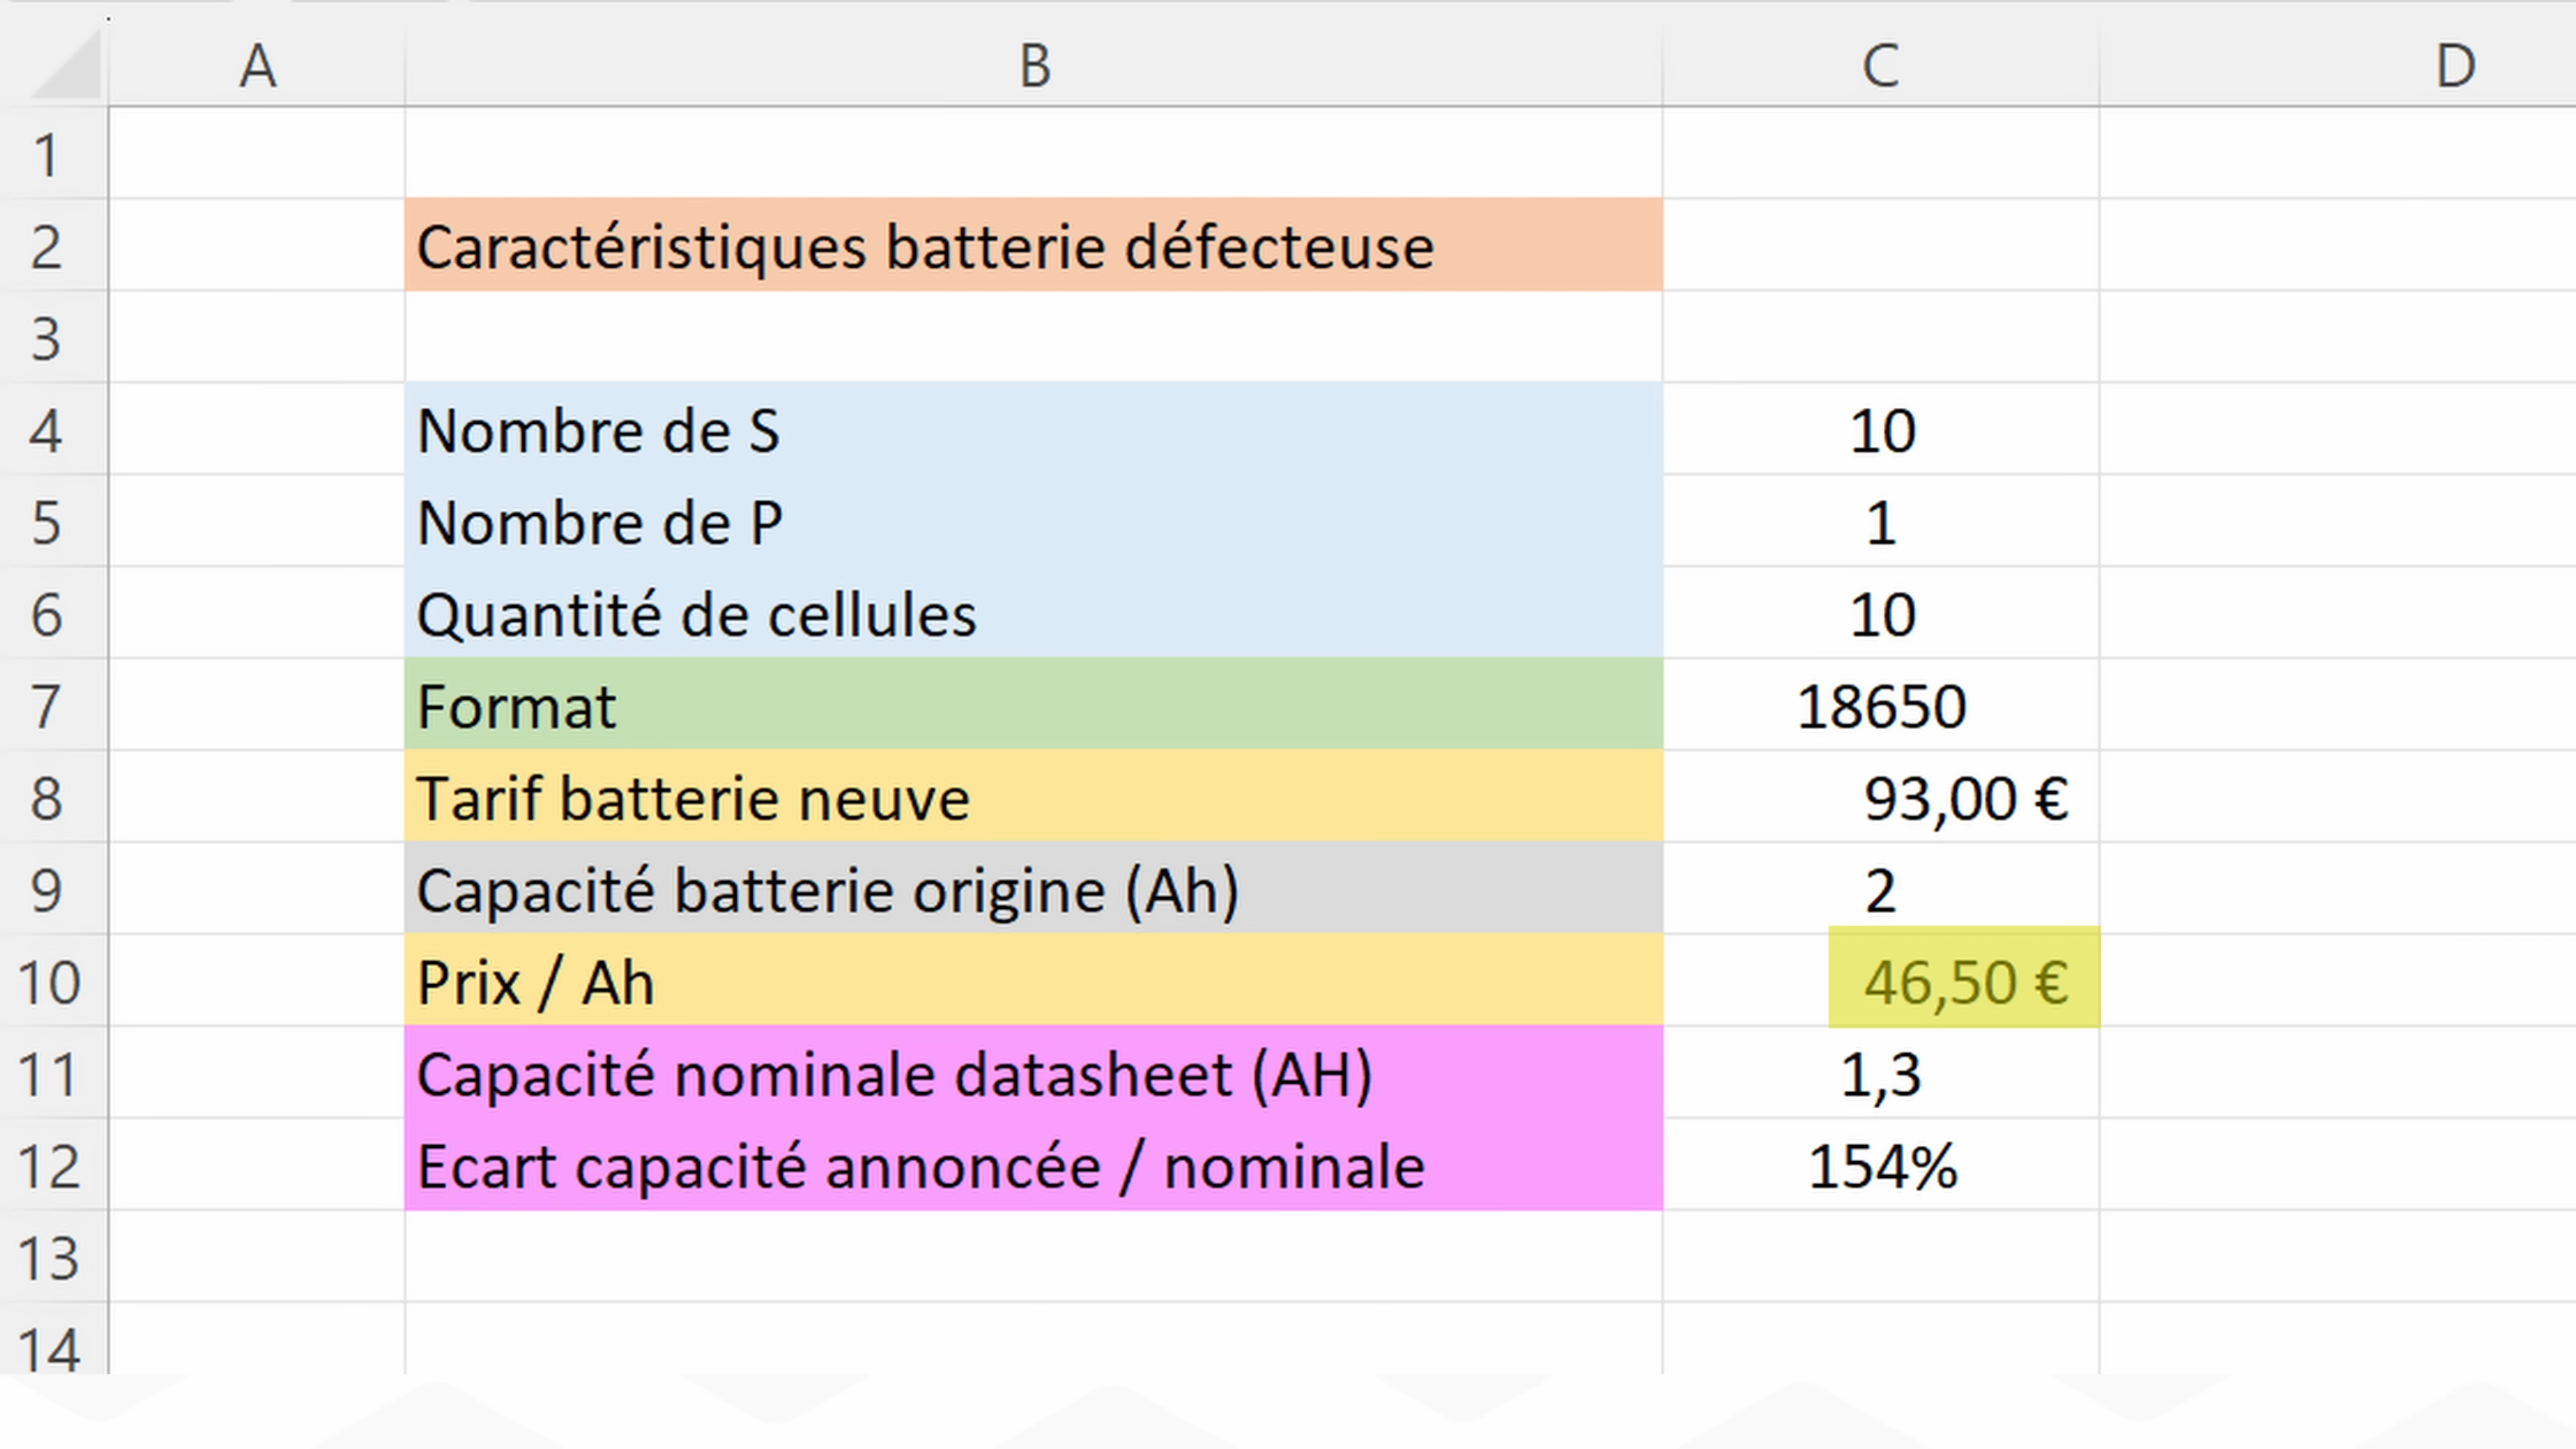 A B C D
1
2 Caractéristiques batterie défecteuse
3
4 Nombre de S 10
5 Nombre de P 1
6 Quantité de cellules 10
7 Format 18650
8 Tarif batterie neuve 93,00 €
9 Capacité batterie origine (Ah) 2
10 Prix / Ah 46,50 €
11 Capacité nominale datasheet (AH) 1,3
12 Ecart capacité annoncée / nominale 154%
13
14